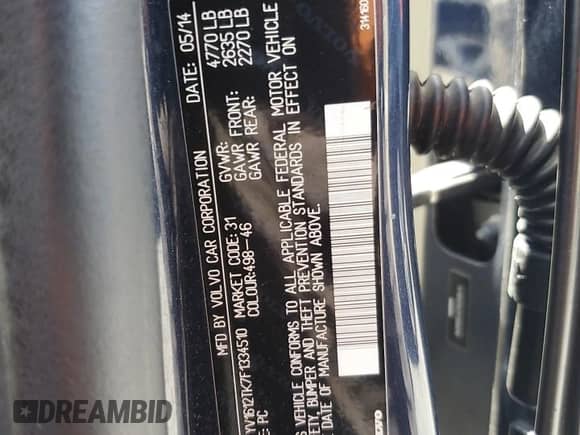 MFD BY VOLVO CAR CORPORATION DATE: 05/14
GVWR: 4770 LB
GAWR FRONT: 2635 LB
GAWR REAR: 2270 LB
YV1612TK7F1334510 MARKET CODE: 31
PC COLOUR:498-46
VEHICLE CONFORMS TO ALL APPLICABLE FEDERAL MOTOR VEHICLE
BUMPER AND THEFT PREVENTION STANDARDS IN EFFECT ON
DATE OF MANUFACTURE SHOWN ABOVE.
DREAMBID